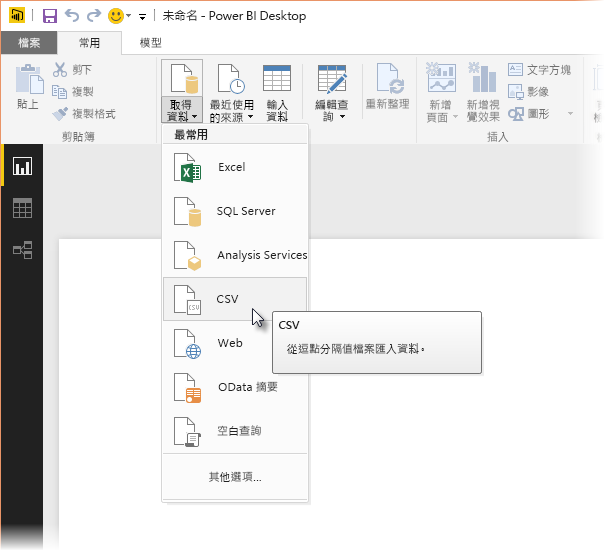 未命名 - Power BI Desktop
檔案
常用
模型
貼上
剪下
複製
複製格式
剪貼簿
取得
資料
最近使用
的來源
輸入
資料
編輯查
詢
重新整理
新增
頁面
新增視
覺效果
文字方塊
影像
圖形
插入
最常用
Excel
SQL Server
Analysis Services
CSV
CSV
Web
OData 摘要
空白查詢
其他選項...
CSV
從逗點分隔值檔案匯入資料。